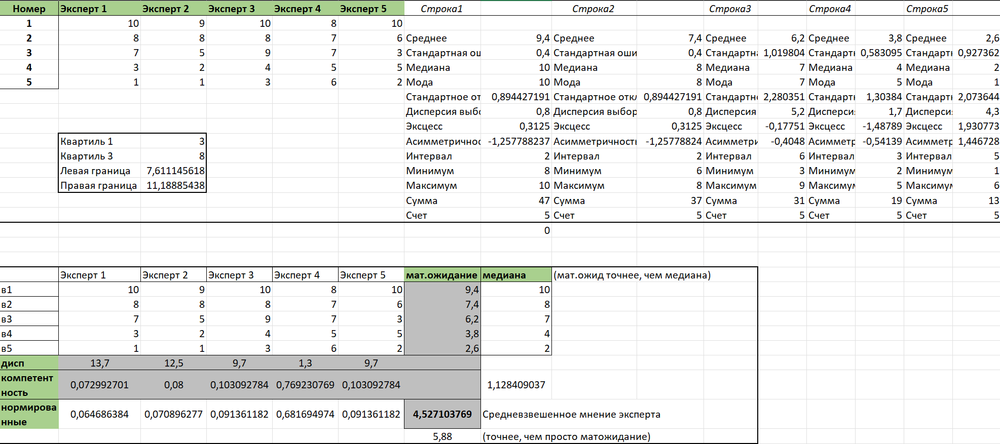 Номер Эксперт 1 Эксперт 2 Эксперт 3 Эксперт 4 Эксперт 5 Строка1 Строка2 Строка3 Строка4 Строка5
1 10 9 10 8 10
2 8 8 8 7 6 Среднее 9,4 Среднее 7,4 Среднее 6,2 Среднее 3,8 Среднее 2,6
3 7 5 9 7 3 Стандартная ош 0,4 Стандартная оши 0,4 Стандартна 1,019804 Стандартн 0,583095 Стандартн 0,927362
4 3 2 4 5 5 Медиана 10 Медиана 8 Медиана 7 Медиана 4 Медиана 2
5 1 1 3 6 2 Мода 10 Мода 8 Мода 7 Мода 5 Мода 1
Стандартное от 0,894427191 Стандартное откл 0,894427191 Стандартно 2,280351 Стандартн 1,30384 Стандартн 2,073644
Дисперсия выбо 0,8 Дисперсия выбор 0,8 Дисперсия 5,2 Дисперси 1,7 Дисперси 4,3
Эксцесс 0,3125 Эксцесс 0,3125 Эксцесс -0,17751 Эксцесс -1,48789 Эксцесс 1,930773
Квартиль 1 3 Асимметричнос -1,257788237 Асимметричность -1,25778824 Асимметри -0,4048 Асимметр -0,54139 Асимметр 1,446728
Квартиль 3 8 Интервал 2 Интервал 2 Интервал 6 Интервал 3 Интервал 5
Левая граница 7,611145618 Минимум 8 Минимум 6 Минимум 3 Минимум 2 Минимум 1
Правая граница 11,18885438 Максимум 10 Максимум 8 Максимум 9 Максимум 5 Максимум 6
Сумма 47 Сумма 37 Сумма 31 Сумма 19 Сумма 13
Счет 5 Счет 5 Счет 5 Счет 5 Счет 5
0
Эксперт 1 Эксперт 2 Эксперт 3 Эксперт 4 Эксперт 5 мат.ожидание медиана (мат.ожид точнее, чем медиана)
в1 10 9 10 8 10 9,4 10
в2 8 8 8 7 6 7,4 8
в3 7 5 9 7 3 6,2 7
в4 3 2 4 5 5 3,8 4
в5 1 1 3 6 2 2,6 2
дисп 13,7 12,5 9,7 1,3 9,7
компетент
ность 0,072992701 0,08 0,103092784 0,769230769 0,103092784 1,128409037
нормирова
нные 0,064686384 0,070896277 0,091361182 0,681694974 0,091361182 4,527103769 Средневзвешенное мнение эксперта
5,88 (точнее, чем просто матожидание)